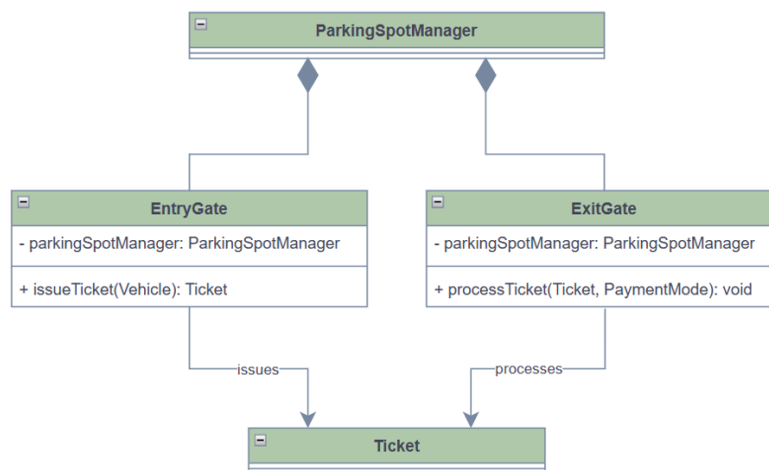 ParkingSpotManager
EntryGate
- parkingSpotManager: ParkingSpotManager
+ issueTicket(Vehicle): Ticket
ExitGate
- parkingSpotManager: ParkingSpotManager
+ processTicket(Ticket, PaymentMode): void
issues
processes
Ticket